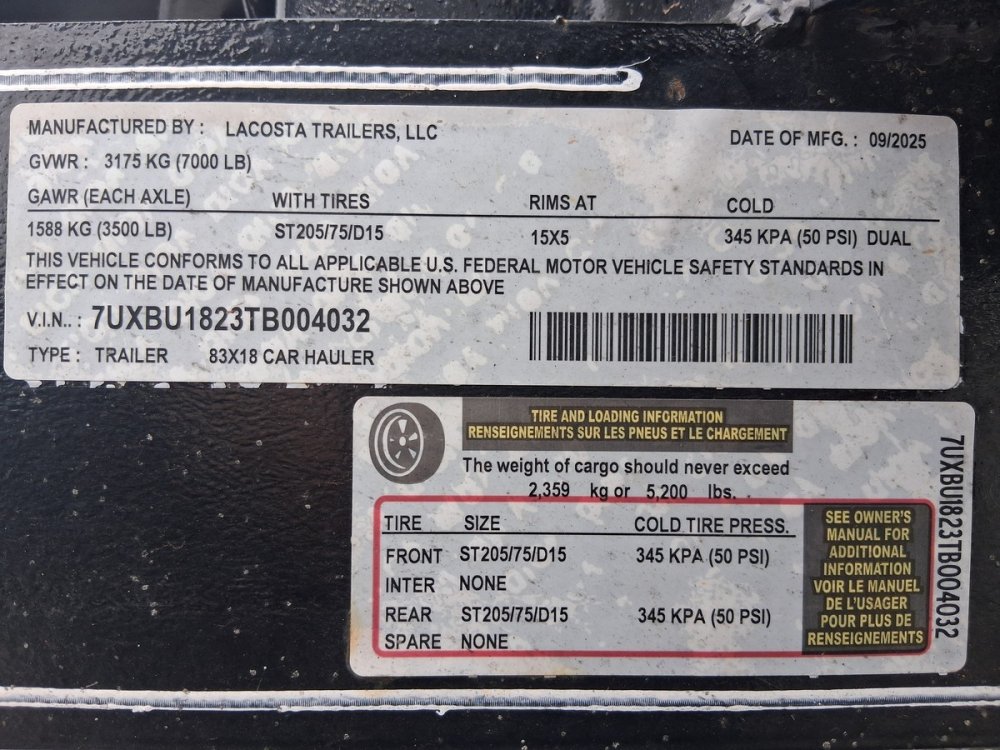 MANUFACTURED BY : LACOSTA TRAILERS, LLC DATE OF MFG. : 09/2025
GVWR : 3175 KG (7000 LB)
GAWR (EACH AXLE) WITH TIRES RIMS AT COLD
1588 KG (3500 LB) ST205/75/D15 15X5 345 KPA (50 PSI) DUAL
THIS VEHICLE CONFORMS TO ALL APPLICABLE U.S. FEDERAL MOTOR VEHICLE SAFETY STANDARDS IN
EFFECT ON THE DATE OF MANUFACTURE SHOWN ABOVE
V.I.N.. : 7UXBU1823TB004032
TYPE : TRAILER 83X18 CAR HAULER
TIRE AND LOADING INFORMATION
RENSEIGNEMENTS SUR LES PNEUS ET LE CHARGEMENT
The weight of cargo should never exceed
2,359 kg or 5,200 lbs.
TIRE SIZE COLD TIRE PRESS.
FRONT ST205/75/D15 345 KPA (50 PSI)
INTER NONE
REAR ST205/75/D15 345 KPA (50 PSI)
SPARE NONE
SEE OWNER'S
MANUAL FOR
ADDITIONAL
INFORMATION
VOIR LE MANUEL
DE L'USAGER
POUR PLUS DE
RENSEIGNEMENTS
7UXBU1823TB004032